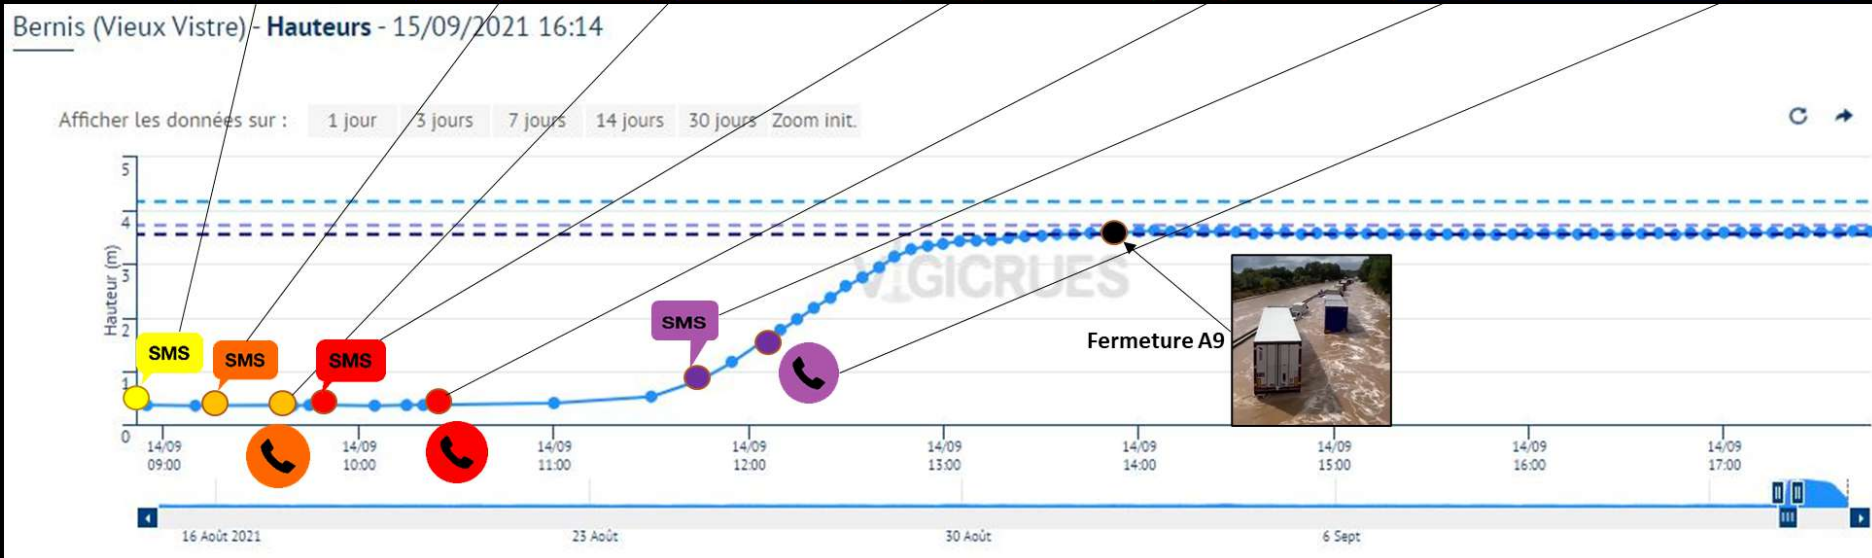 Bernis (Vieux Vistre) - Hauteurs - 15/09/2021 16:14
Afficher les données sur : 1 jour 3 jours 7 jours 14 jours 30 jours Zoom init.
5
4
3
2
1
0
Hauteur (m)
VIGICRUES
SMS
SMS
SMS
SMS
Fermeture A9
14/09 09:00
14/09 10:00
14/09 11:00
14/09 12:00
14/09 13:00
14/09 14:00
14/09 15:00
14/09 16:00
14/09 17:00
16 Août 2021
23 Août
30 Août
6 Sept